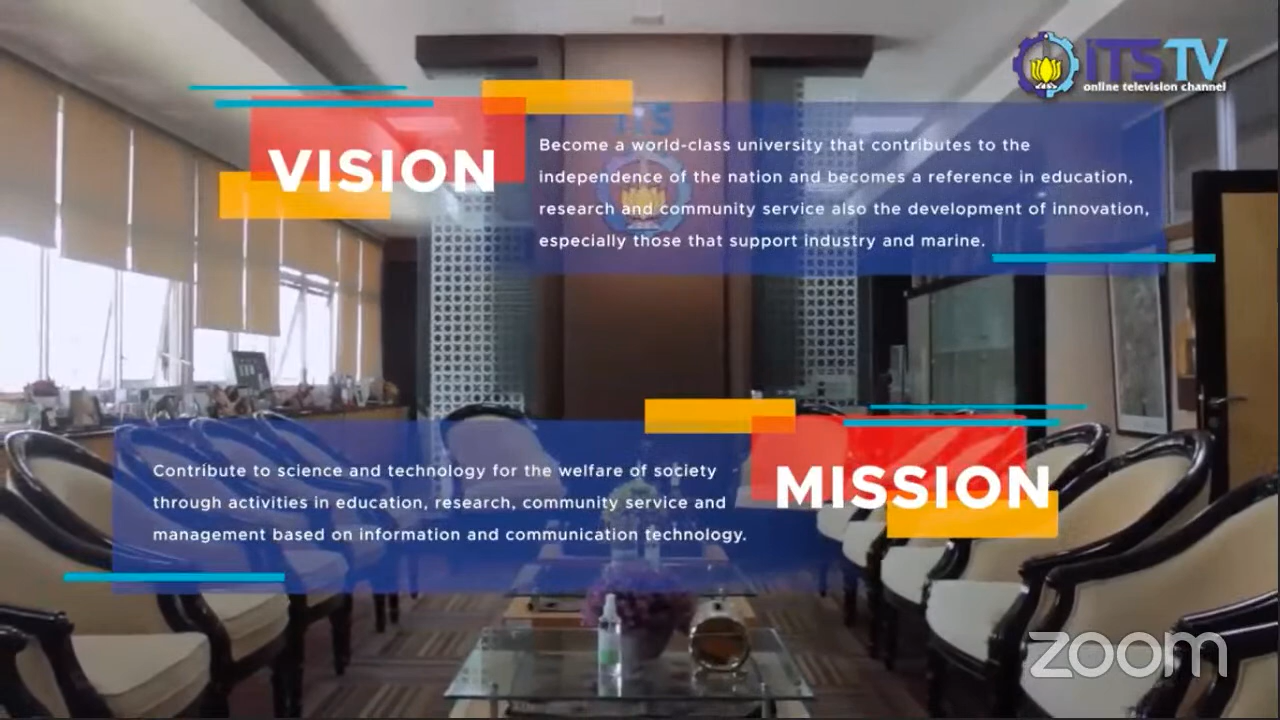 ITS TV
online television channel
ITS
VISION
Become a world-class university that contributes to the
independence of the nation and becomes a reference in education,
research and community service also the development of innovation,
especially those that support industry and marine.
MISSION
Contribute to science and technology for the welfare of society
through activities in education, research, community service and
management based on information and communication technology.
zoom